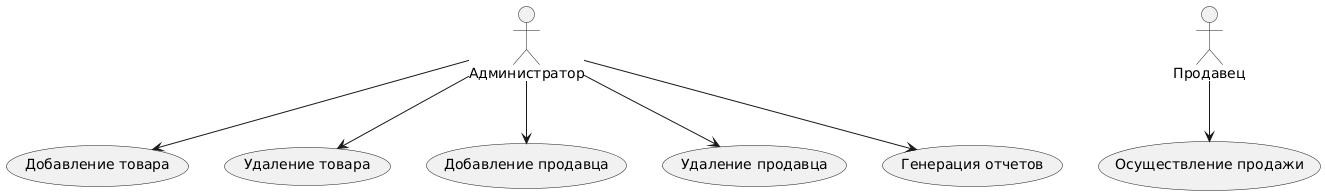 Администратор
Продавец
Добавление товара
Удаление товара
Добавление продавца
Удаление продавца
Генерация отчетов
Осуществление продажи